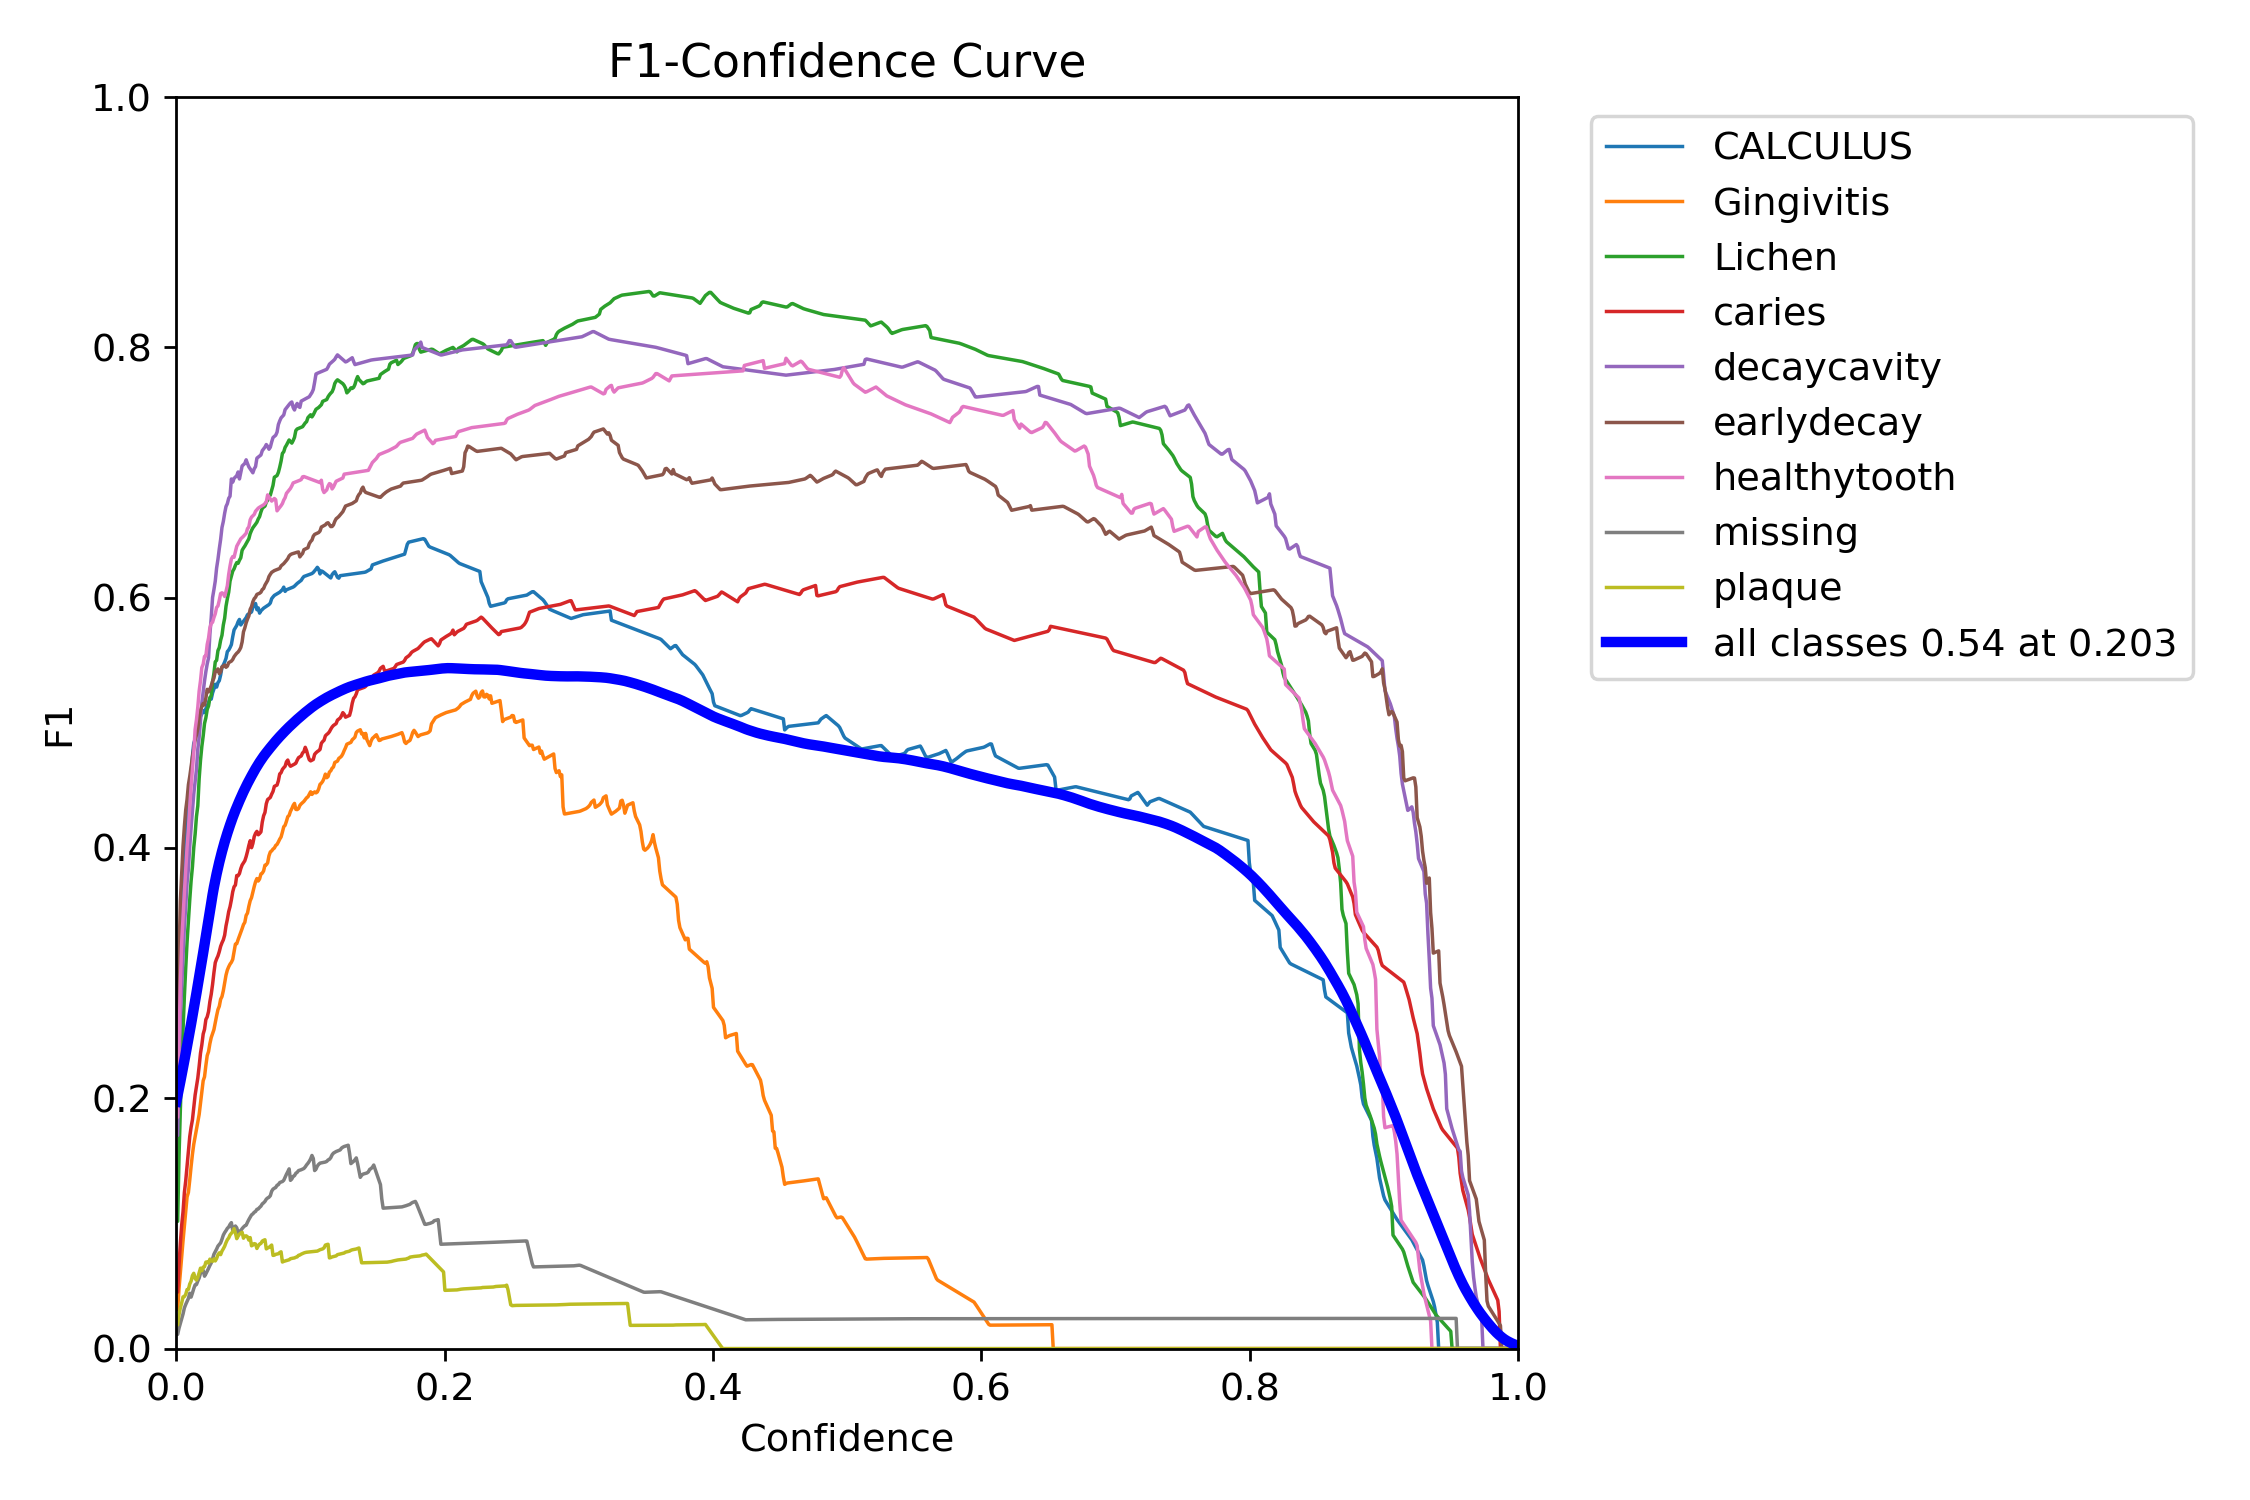 F1-Confidence Curve
1.0
0.8
0.6
0.4
0.2
0.0
F1
0.0 0.2 0.4 0.6 0.8 1.0
Confidence
CALCULUS
Gingivitis
Lichen
caries
decaycavity
earlydecay
healthytooth
missing
plaque
all classes 0.54 at 0.203